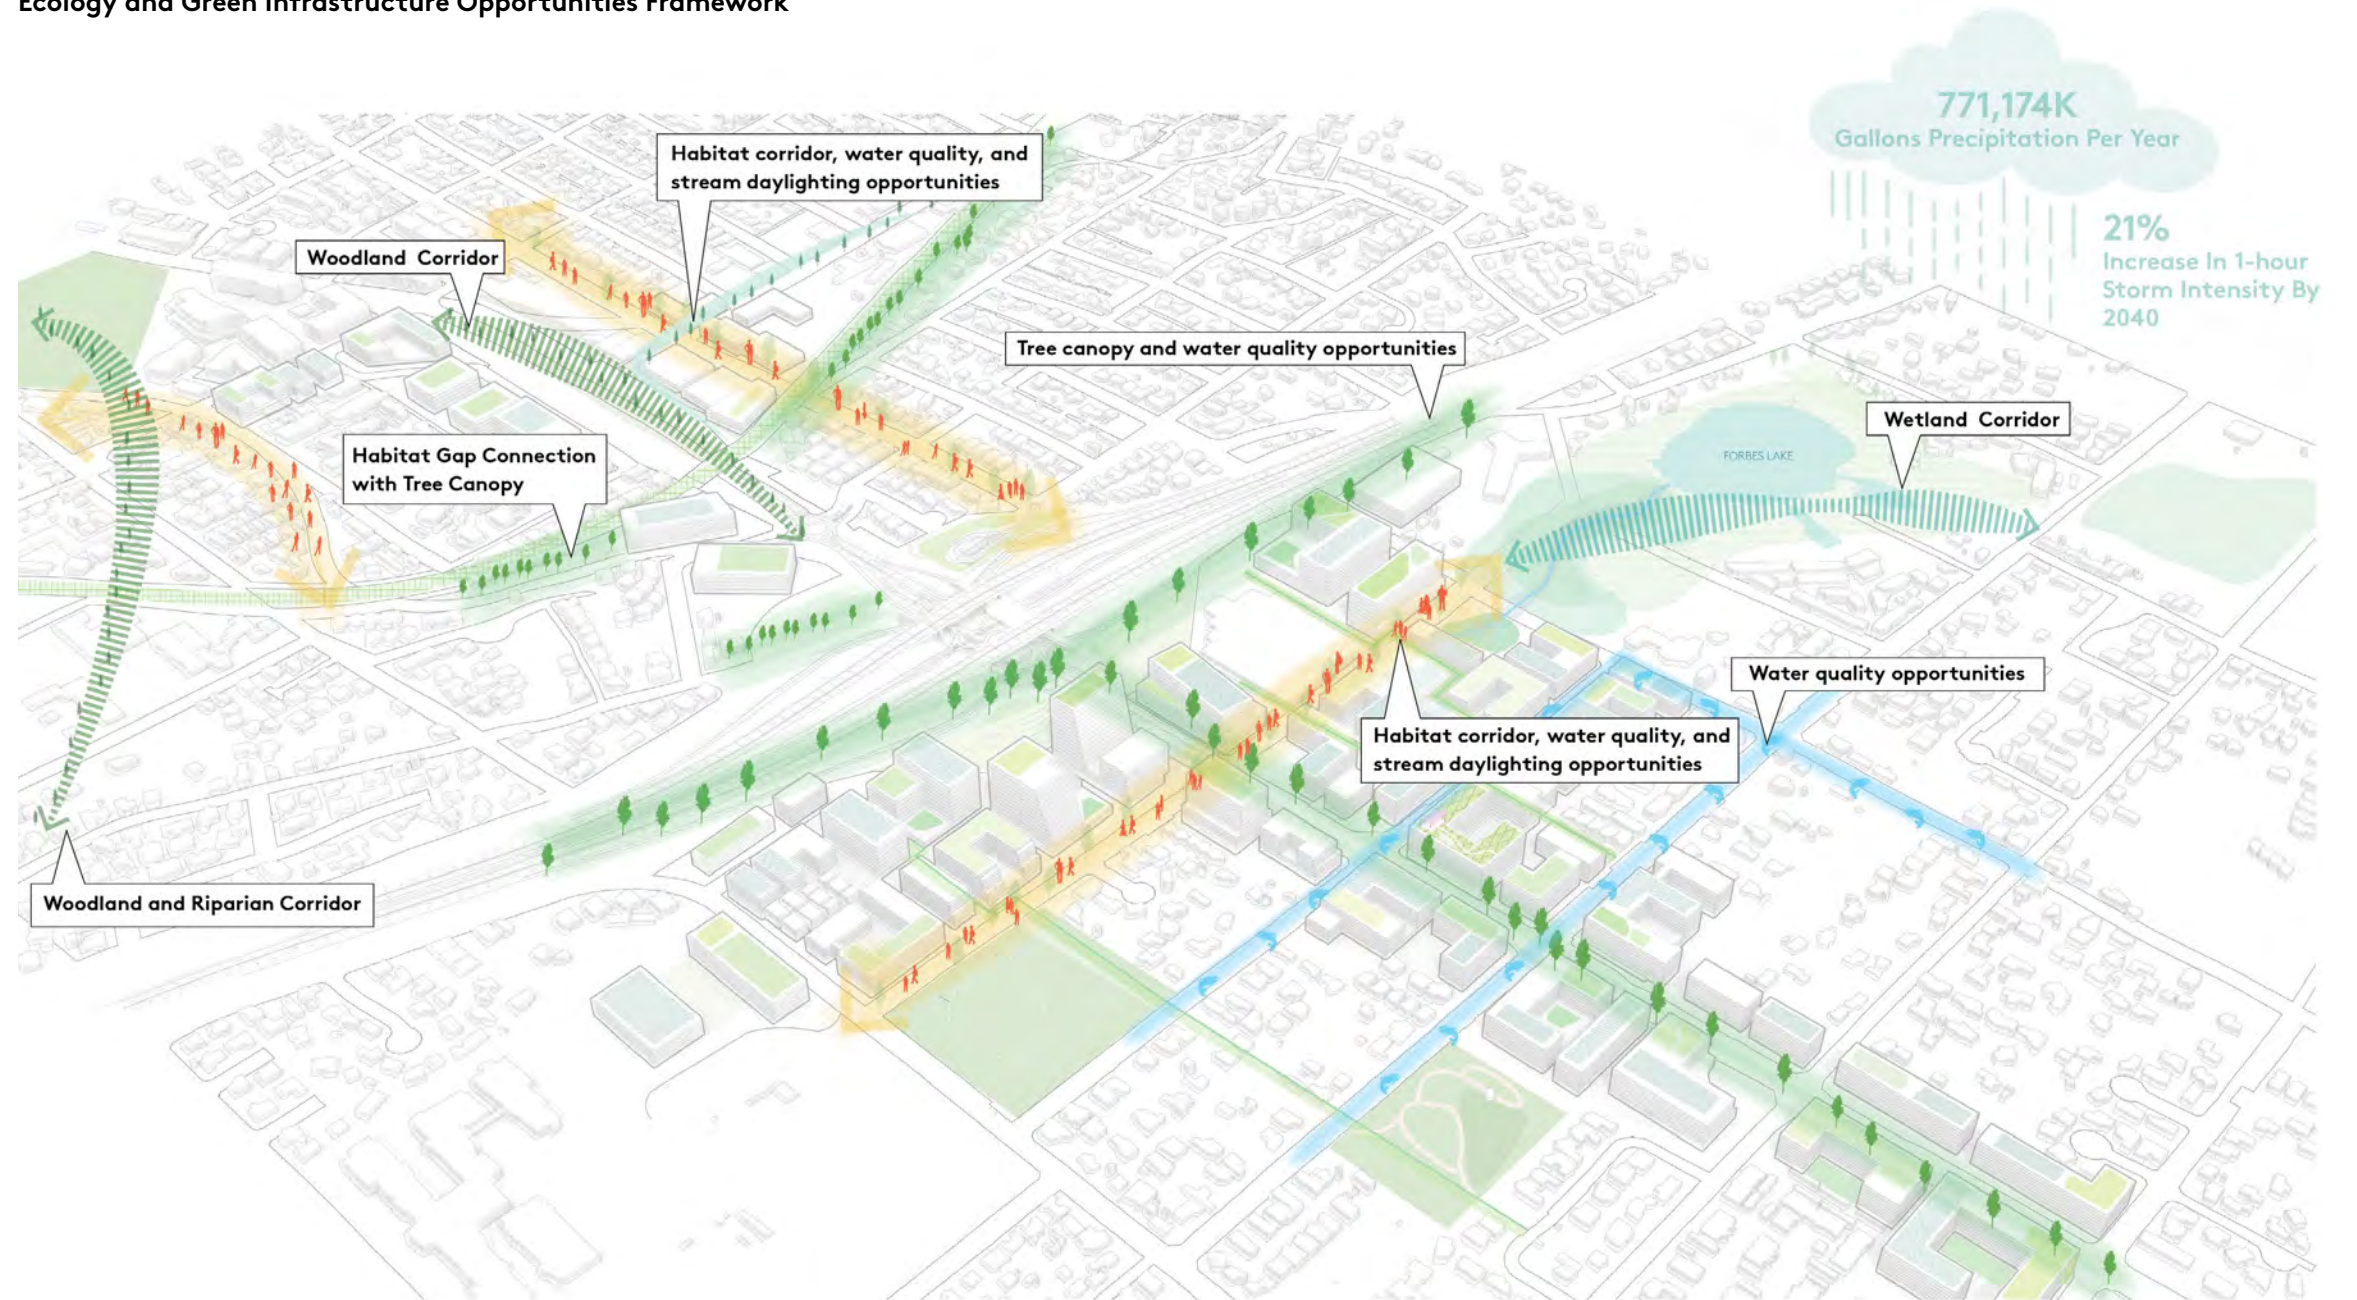 Ecology and Green Infrastructure Opportunities Framework
771,174K
Gallons Precipitation Per Year
21%
Increase In 1-hour
Storm Intensity By
2040
Habitat corridor, water quality, and
stream daylighting opportunities
Woodland Corridor
Tree canopy and water quality opportunities
Wetland Corridor
FORBES LAKE
Habitat Gap Connection
with Tree Canopy
Water quality opportunities
Habitat corridor, water quality, and
stream daylighting opportunities
Woodland and Riparian Corridor